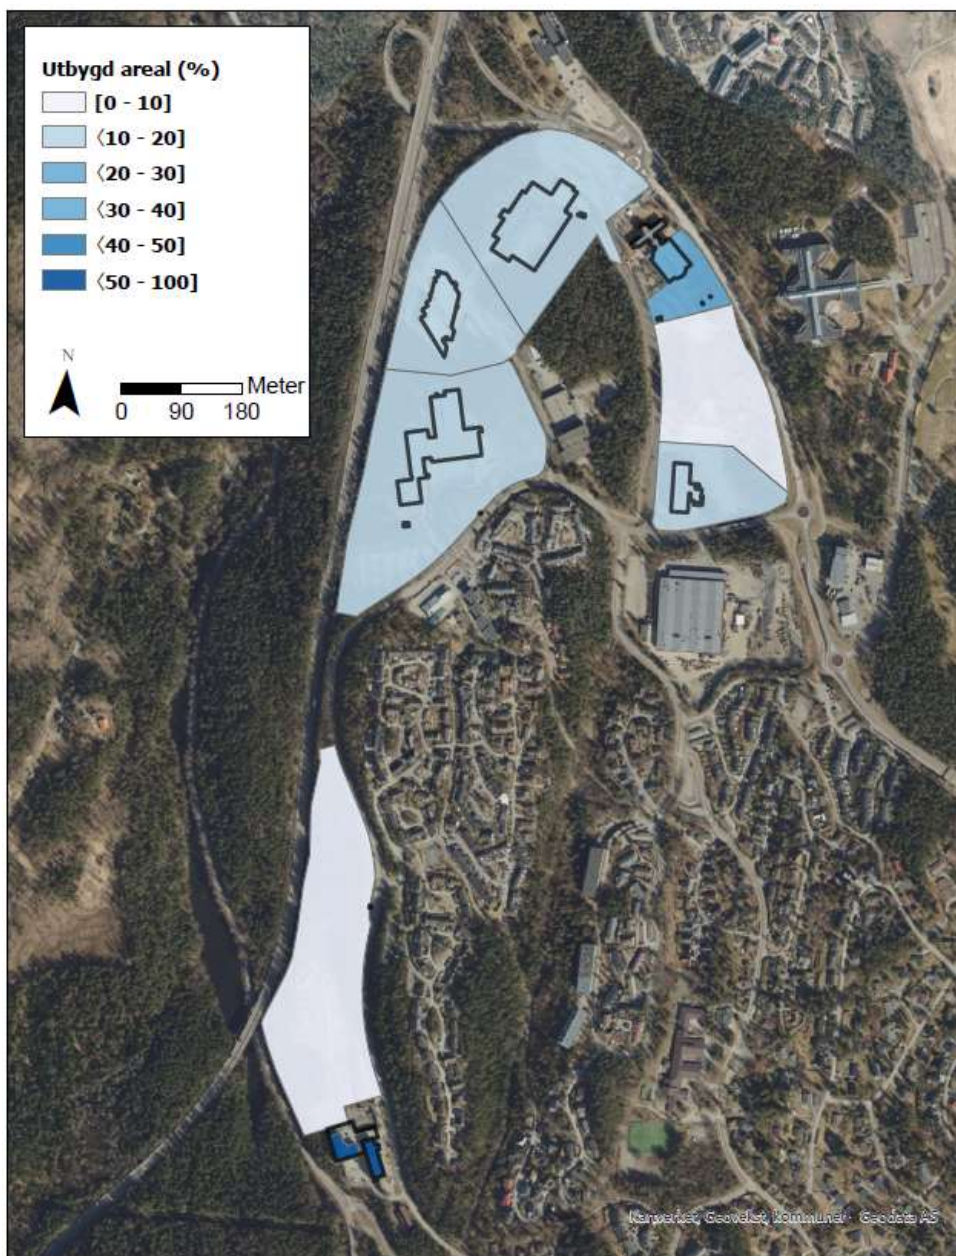 Utbygd areal (%)
[0 - 10]
⟨10 - 20]
⟨20 - 30]
⟨30 - 40]
⟨40 - 50]
⟨50 - 100]
N
Meter
0 90 180
Kartverket, Geovekst, kommuner - Geodata AS